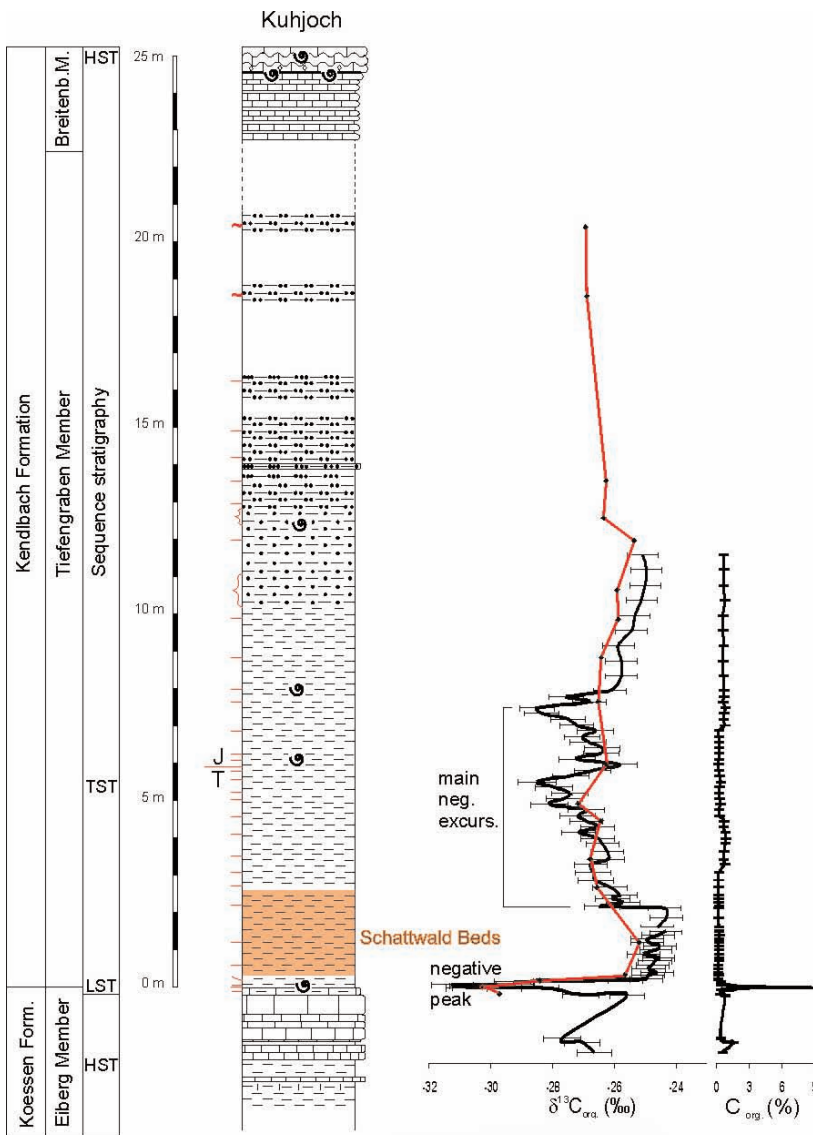 Kuhjoch
Kendlbach Formation
Koessen Form.
Breitenb.M.
Tiefengraben Member
Eiberg Member
HST
Sequence stratigraphy
TST
LST
HST
25 m
20 m
15 m
10 m
5 m
0 m
J
T
Schattwald Beds
main
neg.
excurs.
negative
peak
-32 -30 -28 -26 -24
δ¹³Corg. (‰)
0 3 6 9
C org. (%)